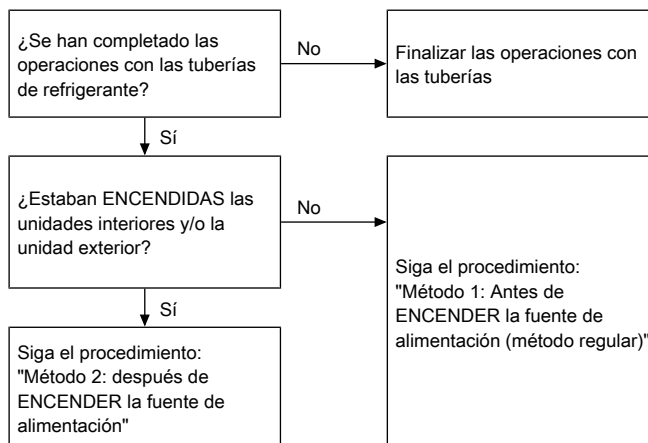 ¿Se han completado las
operaciones con las tuberías
de refrigerante?
No
Finalizar las operaciones con
las tuberías
Sí
¿Estaban ENCENDIDAS las
unidades interiores y/o la
unidad exterior?
No
Siga el procedimiento:
"Método 1: Antes de
ENCENDER la fuente de
alimentación (método regular)"
Sí
Siga el procedimiento:
"Método 2: después de
ENCENDER la fuente de
alimentación"